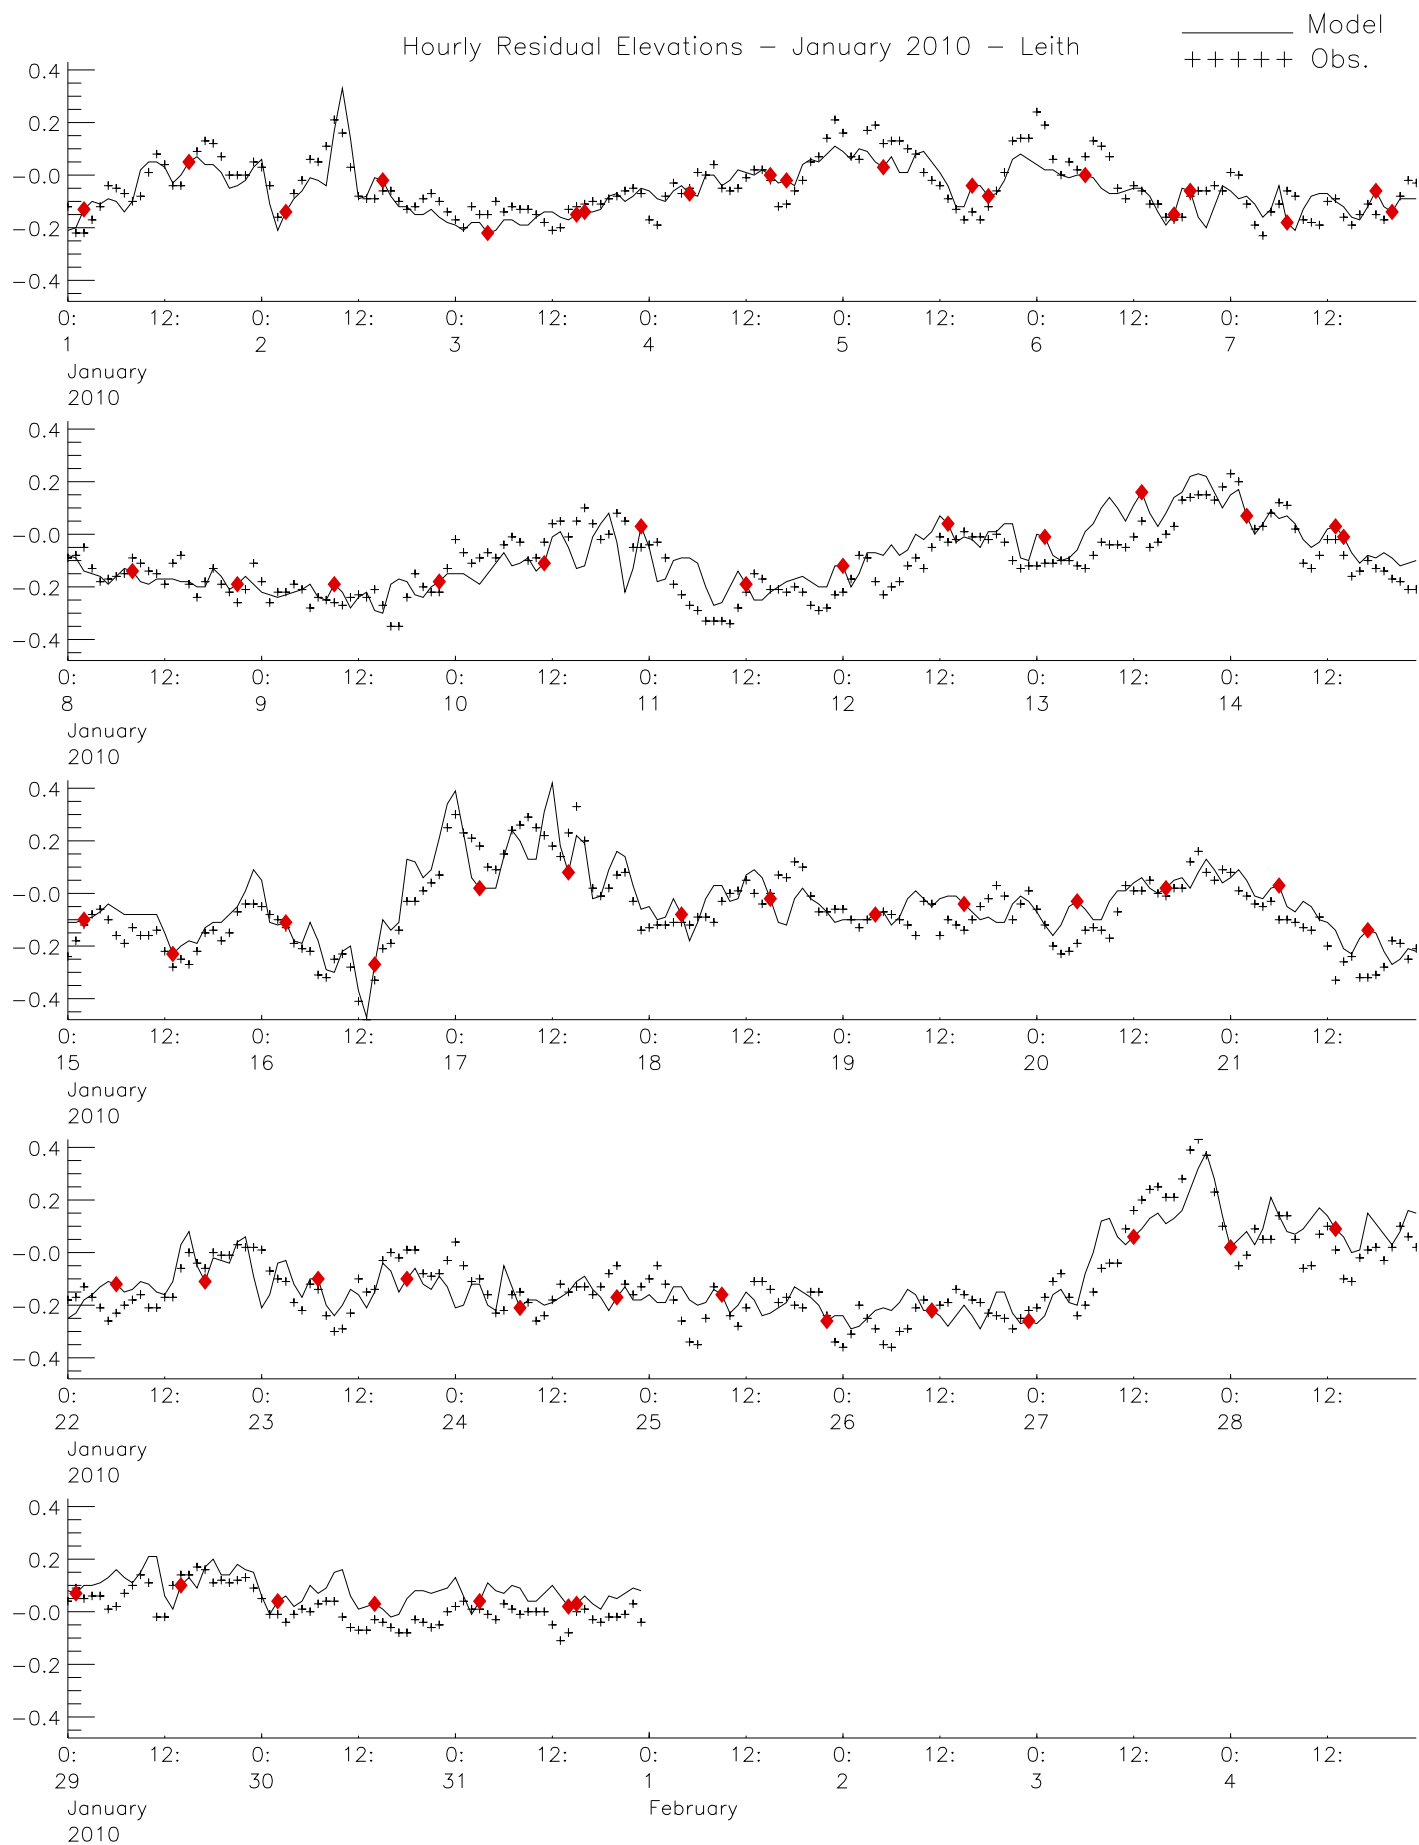 Model
Hourly Residual Elevations − January 2010 − Leith
+++++ Obs.
0.4
0.2
−0.0
−0.2
−0.4
0: 12: 0: 12: 0: 12: 0: 12: 0: 12: 0: 12: 0: 12:
1 2 3 4 5 6 7
January
2010
0.4
0.2
−0.0
−0.2
−0.4
0: 12: 0: 12: 0: 12: 0: 12: 0: 12: 0: 12: 0: 12:
8 9 10 11 12 13 14
January
2010
0.4
0.2
−0.0
−0.2
−0.4
0: 12: 0: 12: 0: 12: 0: 12: 0: 12: 0: 12: 0: 12:
15 16 17 18 19 20 21
January
2010
0.4
0.2
−0.0
−0.2
−0.4
0: 12: 0: 12: 0: 12: 0: 12: 0: 12: 0: 12: 0: 12:
22 23 24 25 26 27 28
January
2010
0.4
0.2
−0.0
−0.2
−0.4
0: 12: 0: 12: 0: 12: 0: 12: 0: 12: 0: 12: 0: 12:
29 30 31 1 2 3 4
January February
2010